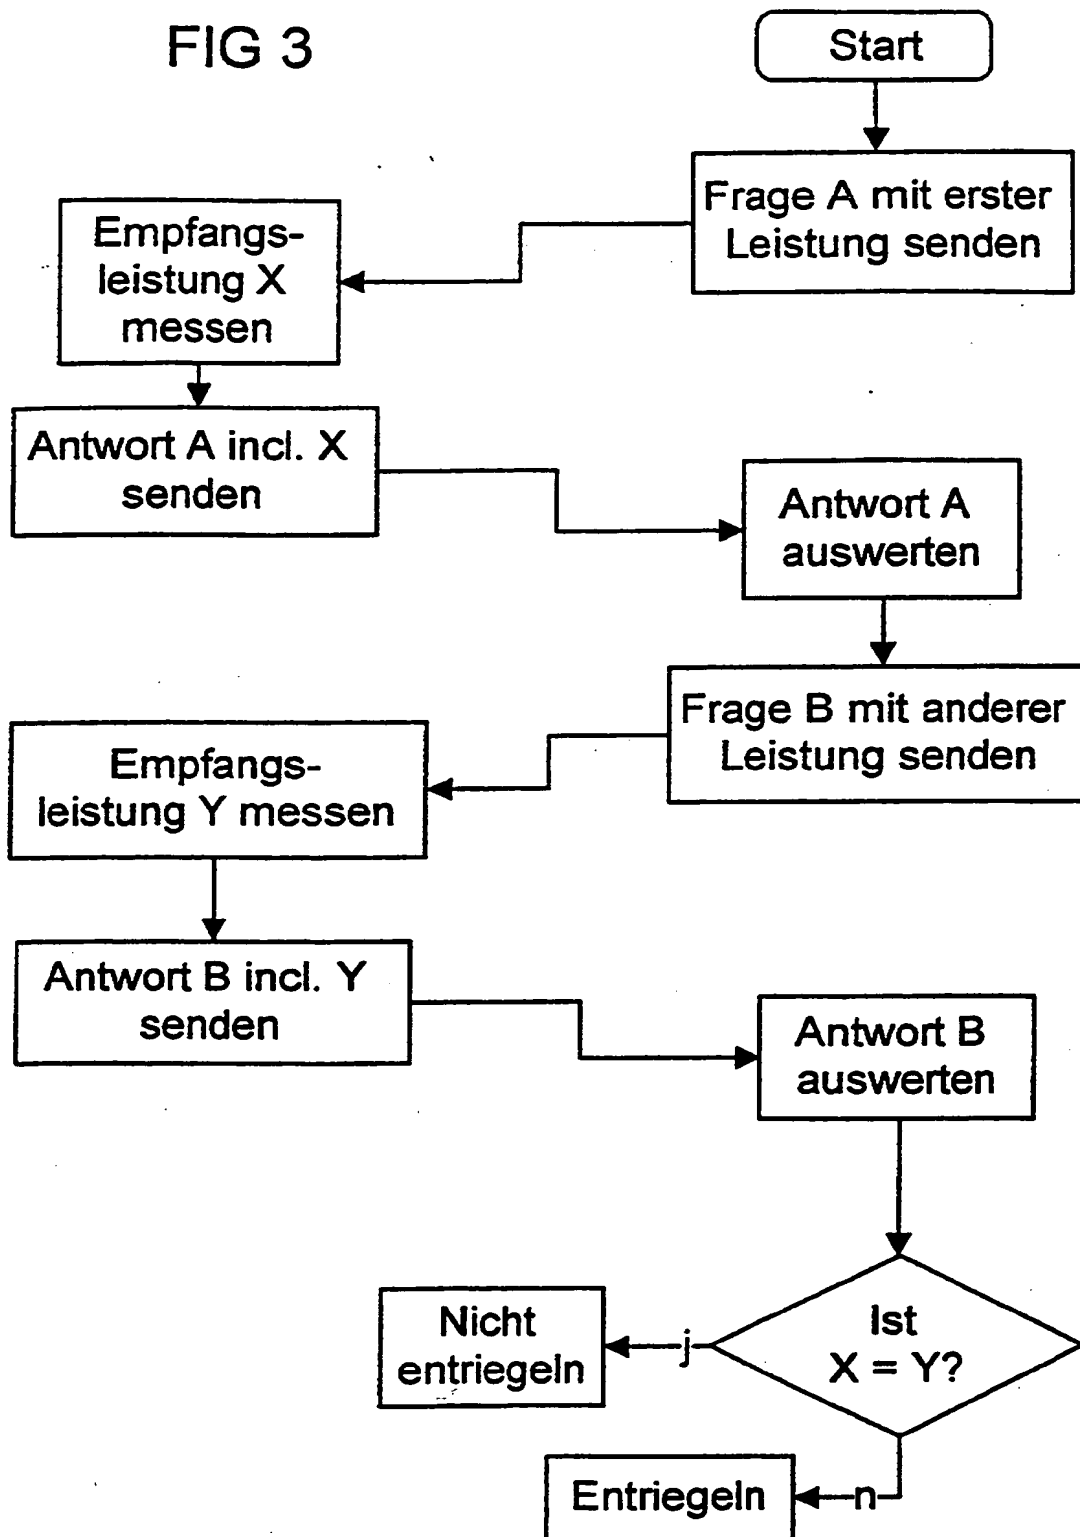 FIG 3
Start
Frage A mit erster
Leistung senden
Empfangs-
leistung X
messen
Antwort A incl. X
senden
Antwort A
auswerten
Frage B mit anderer
Leistung senden
Empfangs-
leistung Y messen
Antwort B incl. Y
senden
Antwort B
auswerten
Ist
X = Y?
j
Nicht
entriegeln
n
Entriegeln